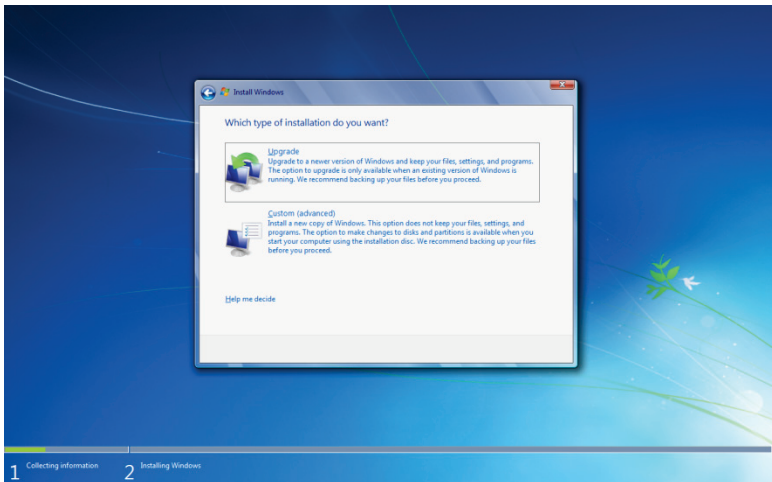 Install Windows
Which type of installation do you want?
Upgrade
Upgrade to a newer version of Windows and keep your files, settings, and programs.
The option to upgrade is only available when an existing version of Windows is
running. We recommend backing up your files before you proceed.
Custom (advanced)
Install a new copy of Windows. This option does not keep your files, settings, and
programs. The option to make changes to disks and partitions is available when you
start your computer using the installation disc. We recommend backing up your files
before you proceed.
Help me decide
1 Collecting information 2 Installing Windows